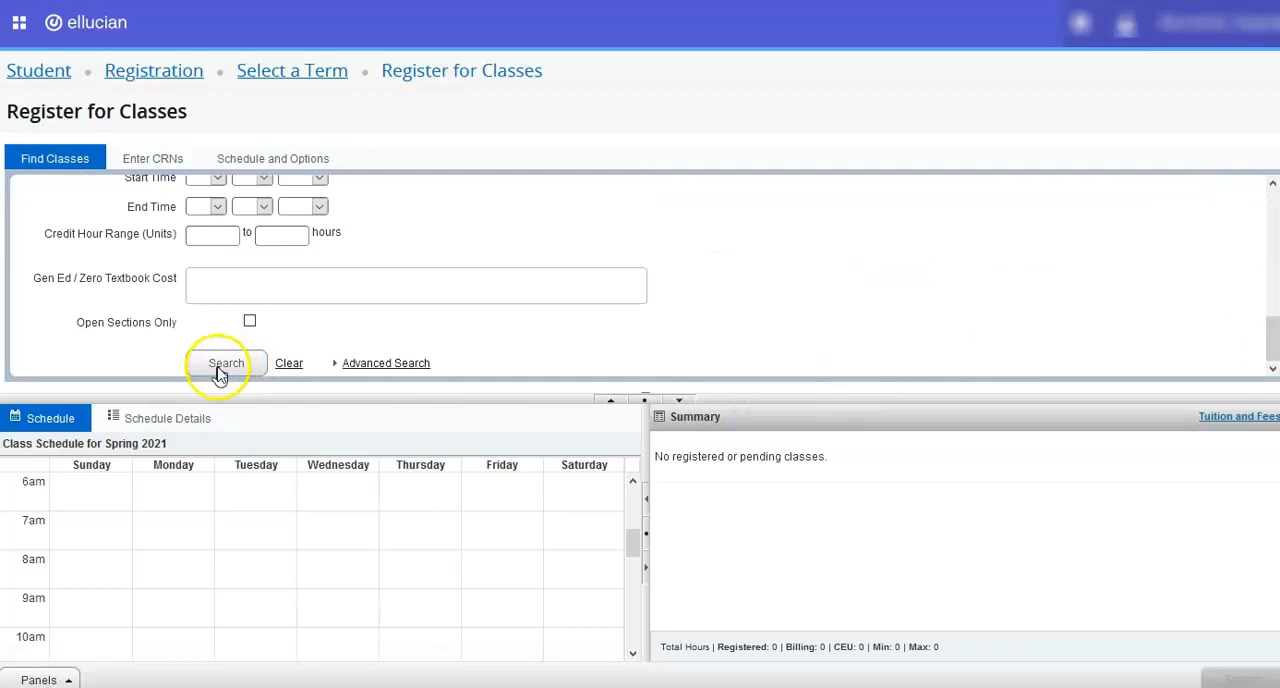 ellucian
Student • Registration • Select a Term • Register for Classes
Register for Classes
Find Classes Enter CRNs Schedule and Options
Start Time
End Time
Credit Hour Range (Units) to hours
Gen Ed / Zero Textbook Cost
Open Sections Only
Search Clear Advanced Search
Schedule Schedule Details
Class Schedule for Spring 2021
Sunday Monday Tuesday Wednesday Thursday Friday Saturday
6am
7am
8am
9am
10am
Summary Tuition and Fees
No registered or pending classes.
Total Hours | Registered: 0 | Billing: 0 | CEU: 0 | Min: 0 | Max: 0
Panels